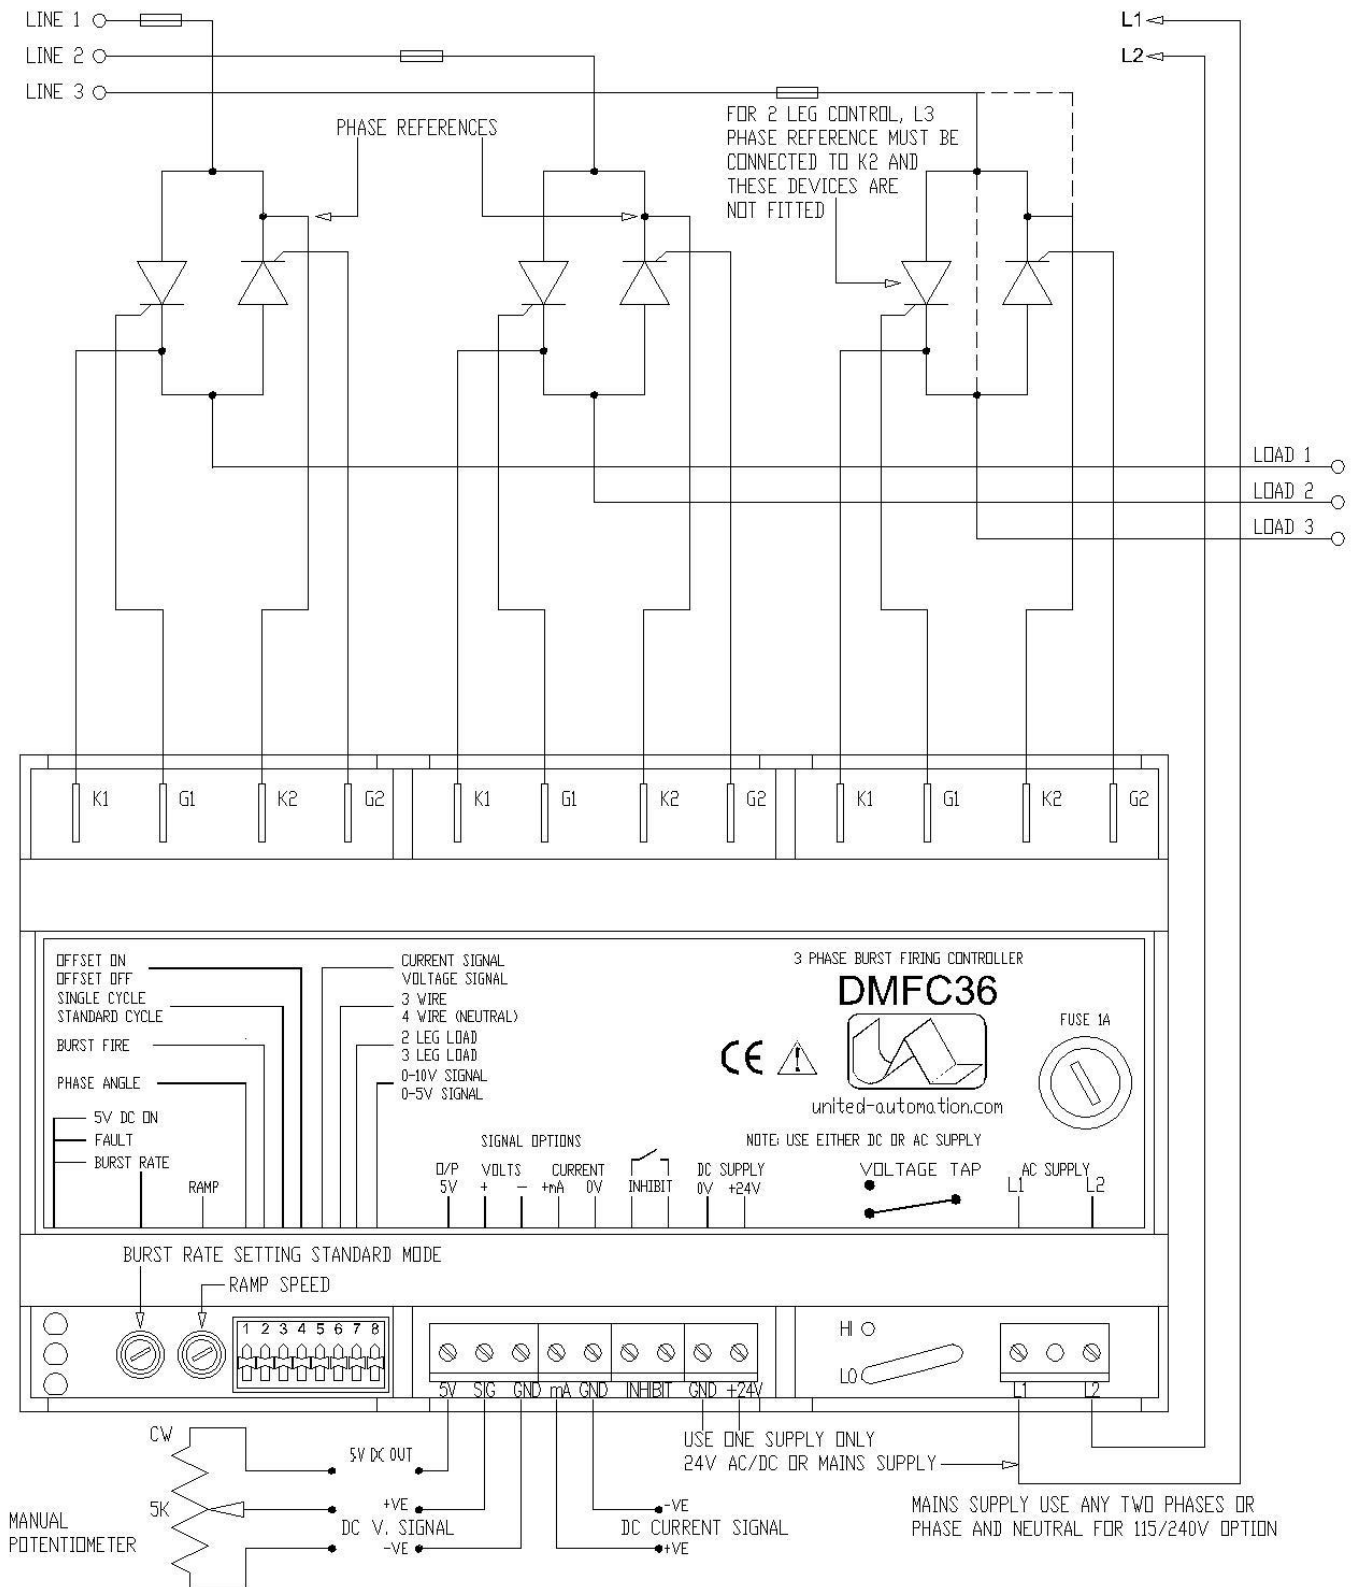 LINE 1
L1
LINE 2
L2
LINE 3
FOR 2 LEG CONTROL, L3
PHASE REFERENCE MUST BE
CONNECTED TO K2 AND
THESE DEVICES ARE
NOT FITTED
PHASE REFERENCES
LOAD 1
LOAD 2
LOAD 3
K1 G1 K2 G2 K1 G1 K2 G2 K1 G1 K2 G2
OFFSET ON
OFFSET OFF
SINGLE CYCLE
STANDARD CYCLE
BURST FIRE
PHASE ANGLE
5V DC ON
FAULT
BURST RATE
RAMP
CURRENT SIGNAL
VOLTAGE SIGNAL
3 WIRE
4 WIRE (NEUTRAL)
2 LEG LOAD
3 LEG LOAD
0-10V SIGNAL
0-5V SIGNAL
3 PHASE BURST FIRING CONTROLLER
DMFC36
CE
united-automation.com
FUSE 1A
SIGNAL OPTIONS
NOTE: USE EITHER DC OR AC SUPPLY
O/P VOLTS CURRENT DC SUPPLY VOLTAGE TAP AC SUPPLY
5V + - +mA 0V INHIBIT 0V +24V L1 L2
BURST RATE SETTING STANDARD MODE
RAMP SPEED
1 2 3 4 5 6 7 8
HI
LO
5V SIG GND mA GND INHIBIT GND +24V L1 L2
CW
5K
MANUAL
POTENTIOMETER
5V DC OUT
+VE
DC V. SIGNAL
-VE
-VE
DC CURRENT SIGNAL
+VE
USE ONE SUPPLY ONLY
24V AC/DC OR MAINS SUPPLY
MAINS SUPPLY USE ANY TWO PHASES OR
PHASE AND NEUTRAL FOR 115/240V OPTION